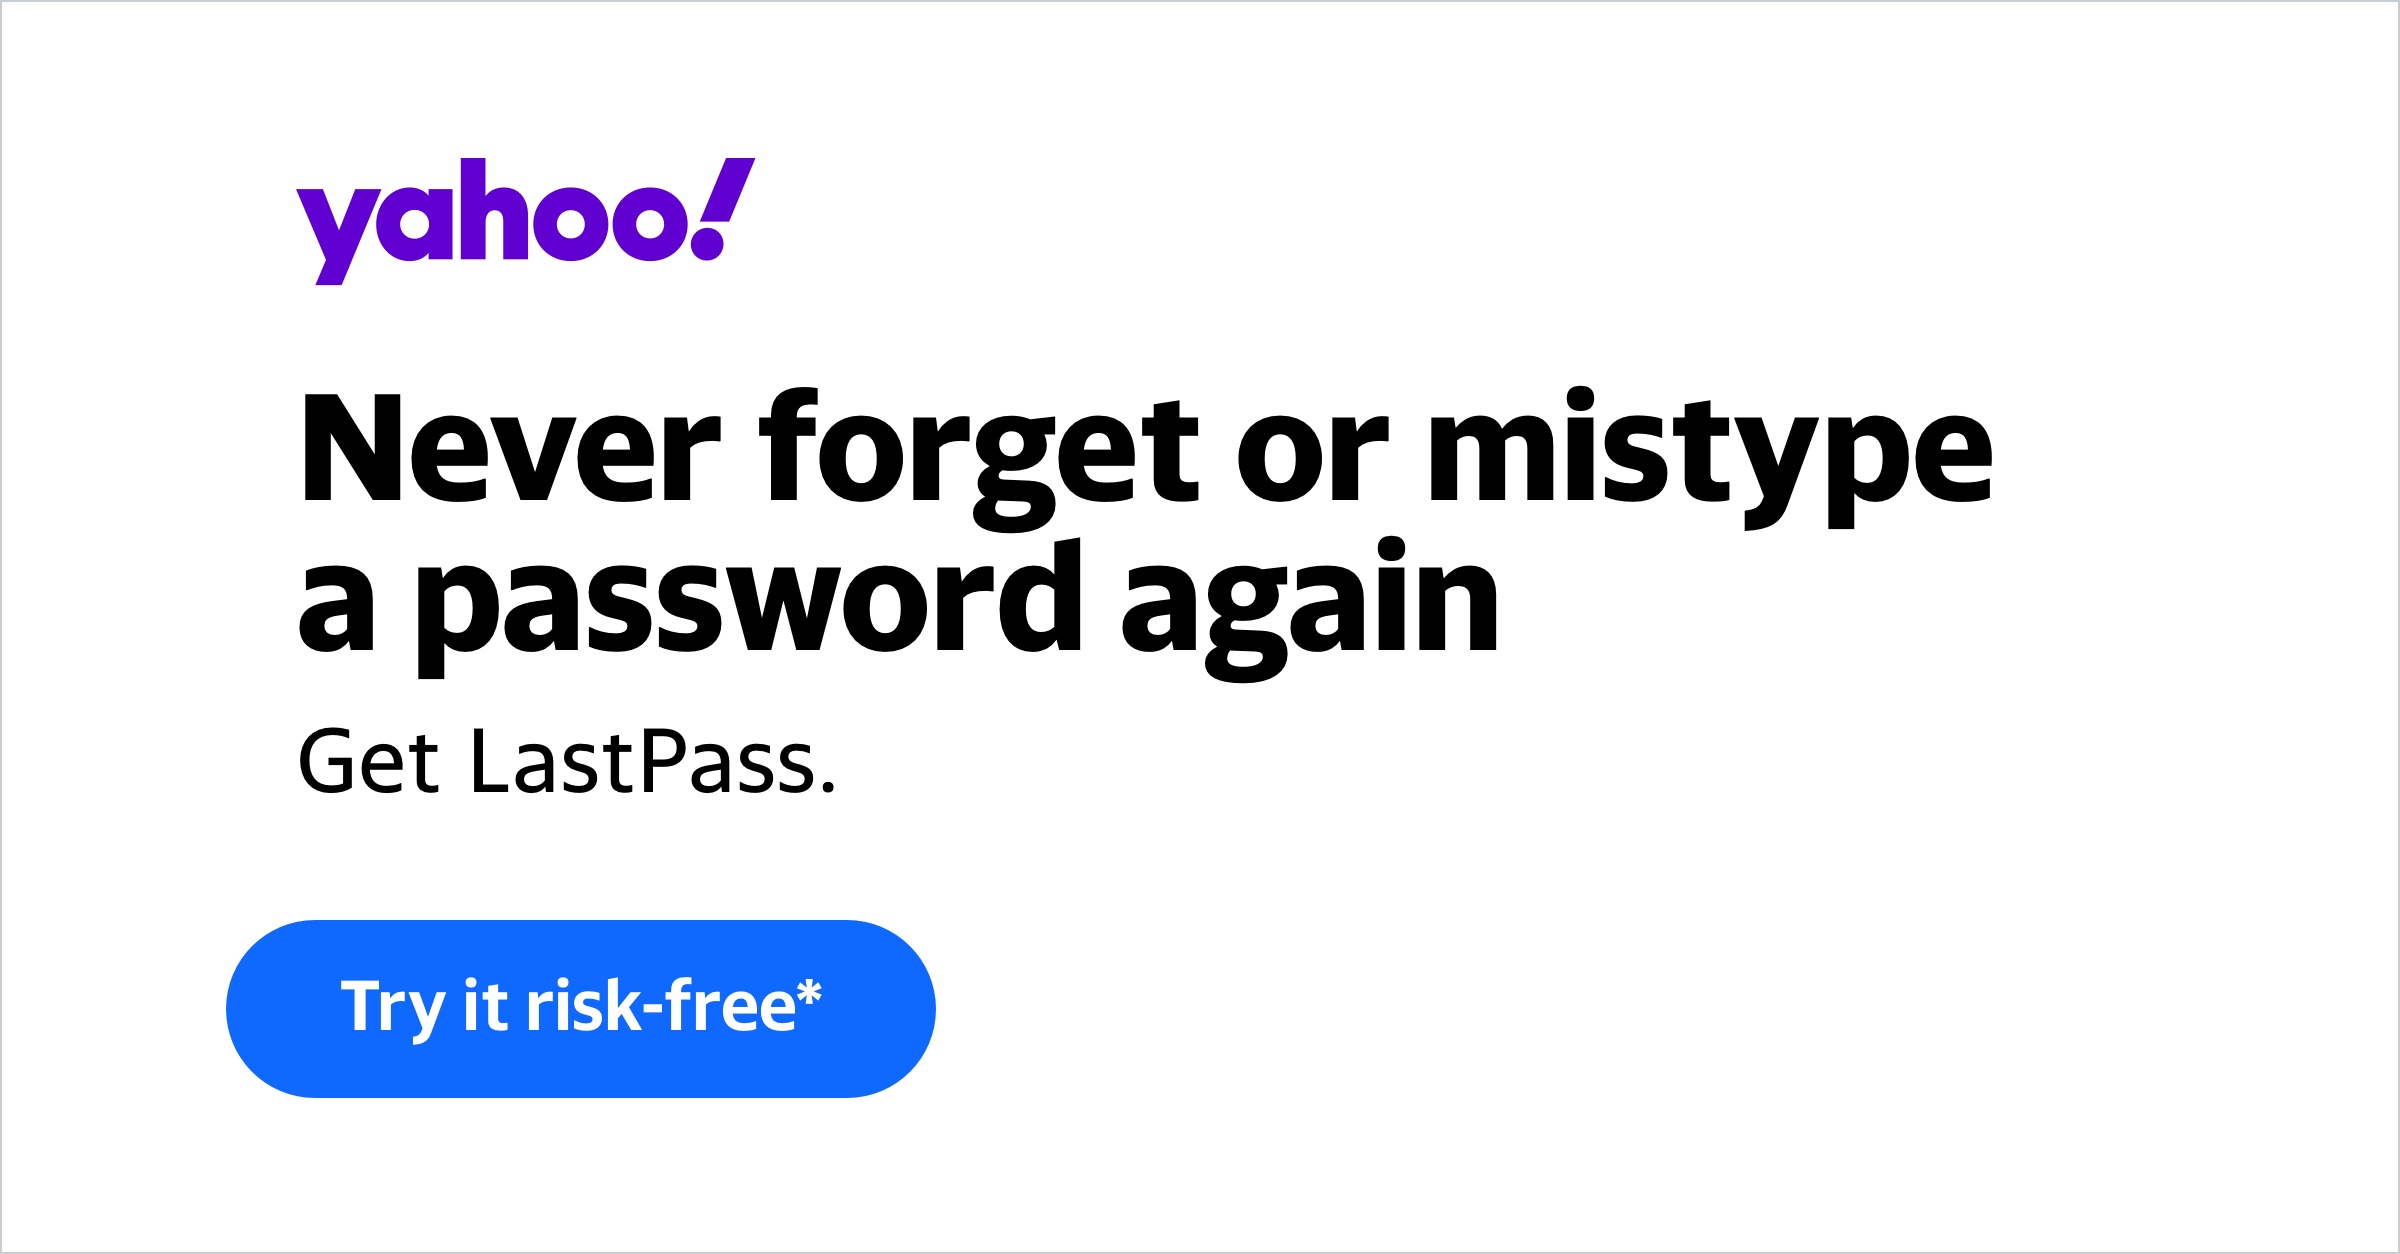 yahoo!
Never forget or mistype
a password again
Get LastPass.
Try it risk-free*